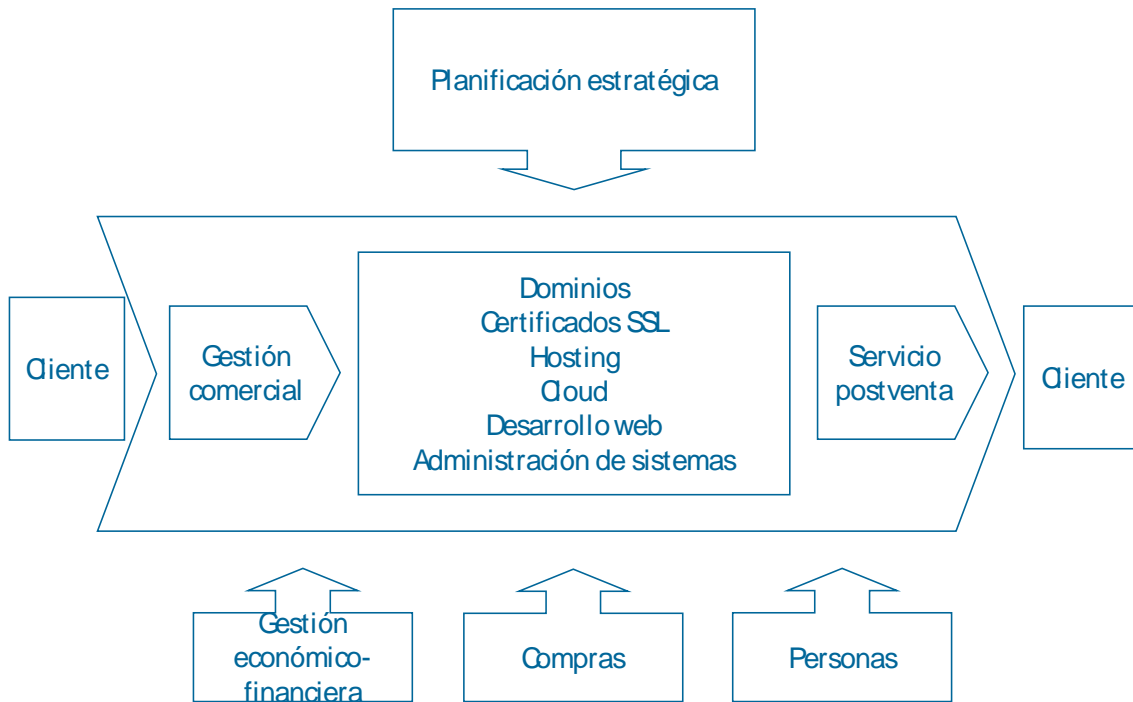 Planificación estratégica
Cliente
Gestión
comercial
Dominios
Certificados SSL
Hosting
Cloud
Desarrollo web
Administración de sistemas
Servicio
postventa
Cliente
Gestión
económico-
financiera
Compras
Personas